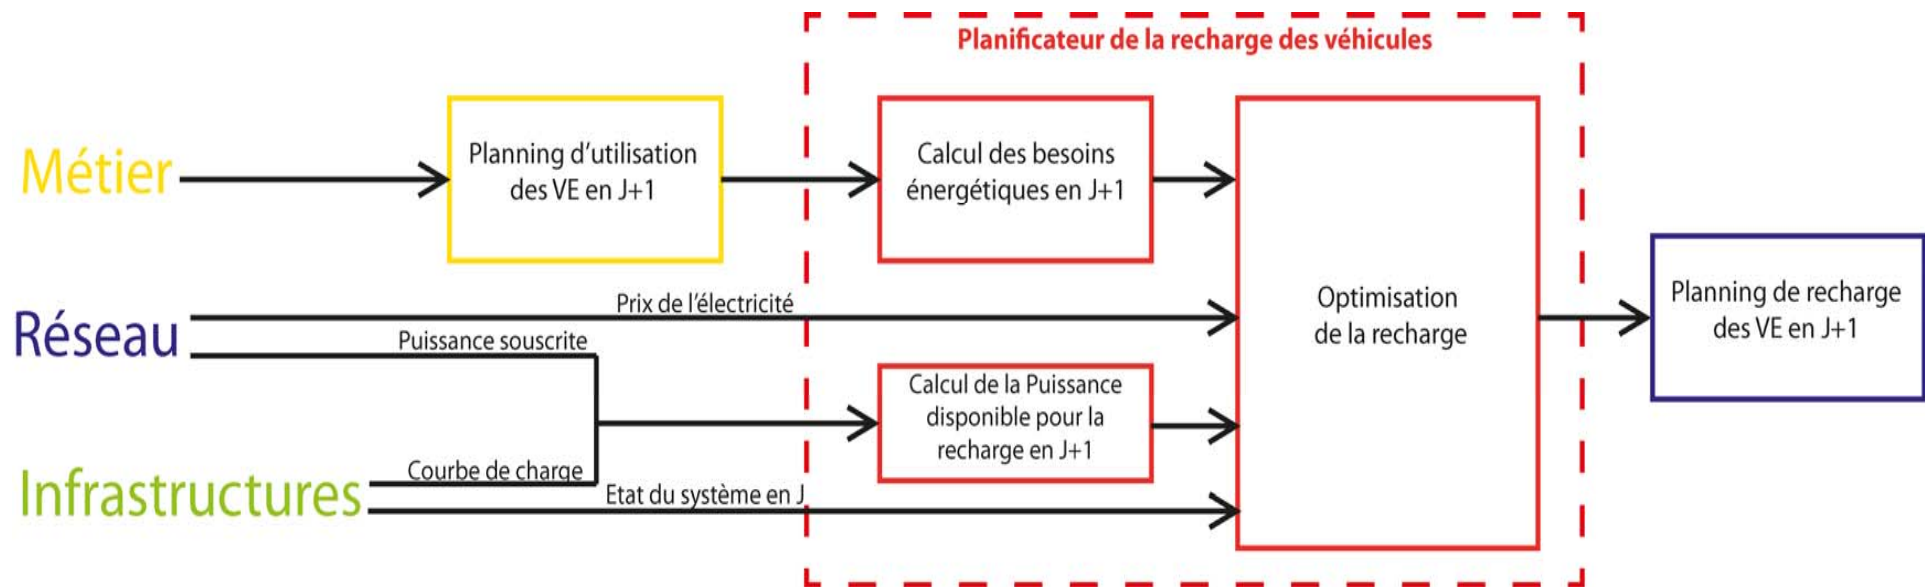 Planificateur de la recharge des véhicules
Métier
Planning d'utilisation
des VE en J+1
Calcul des besoins
énergétiques en J+1
Réseau
Prix de l'électricité
Puissance souscrite
Optimisation
de la recharge
Planning de recharge
des VE en J+1
Calcul de la Puissance
disponible pour la
recharge en J+1
Infrastructures
Courbe de charge
Etat du système en J